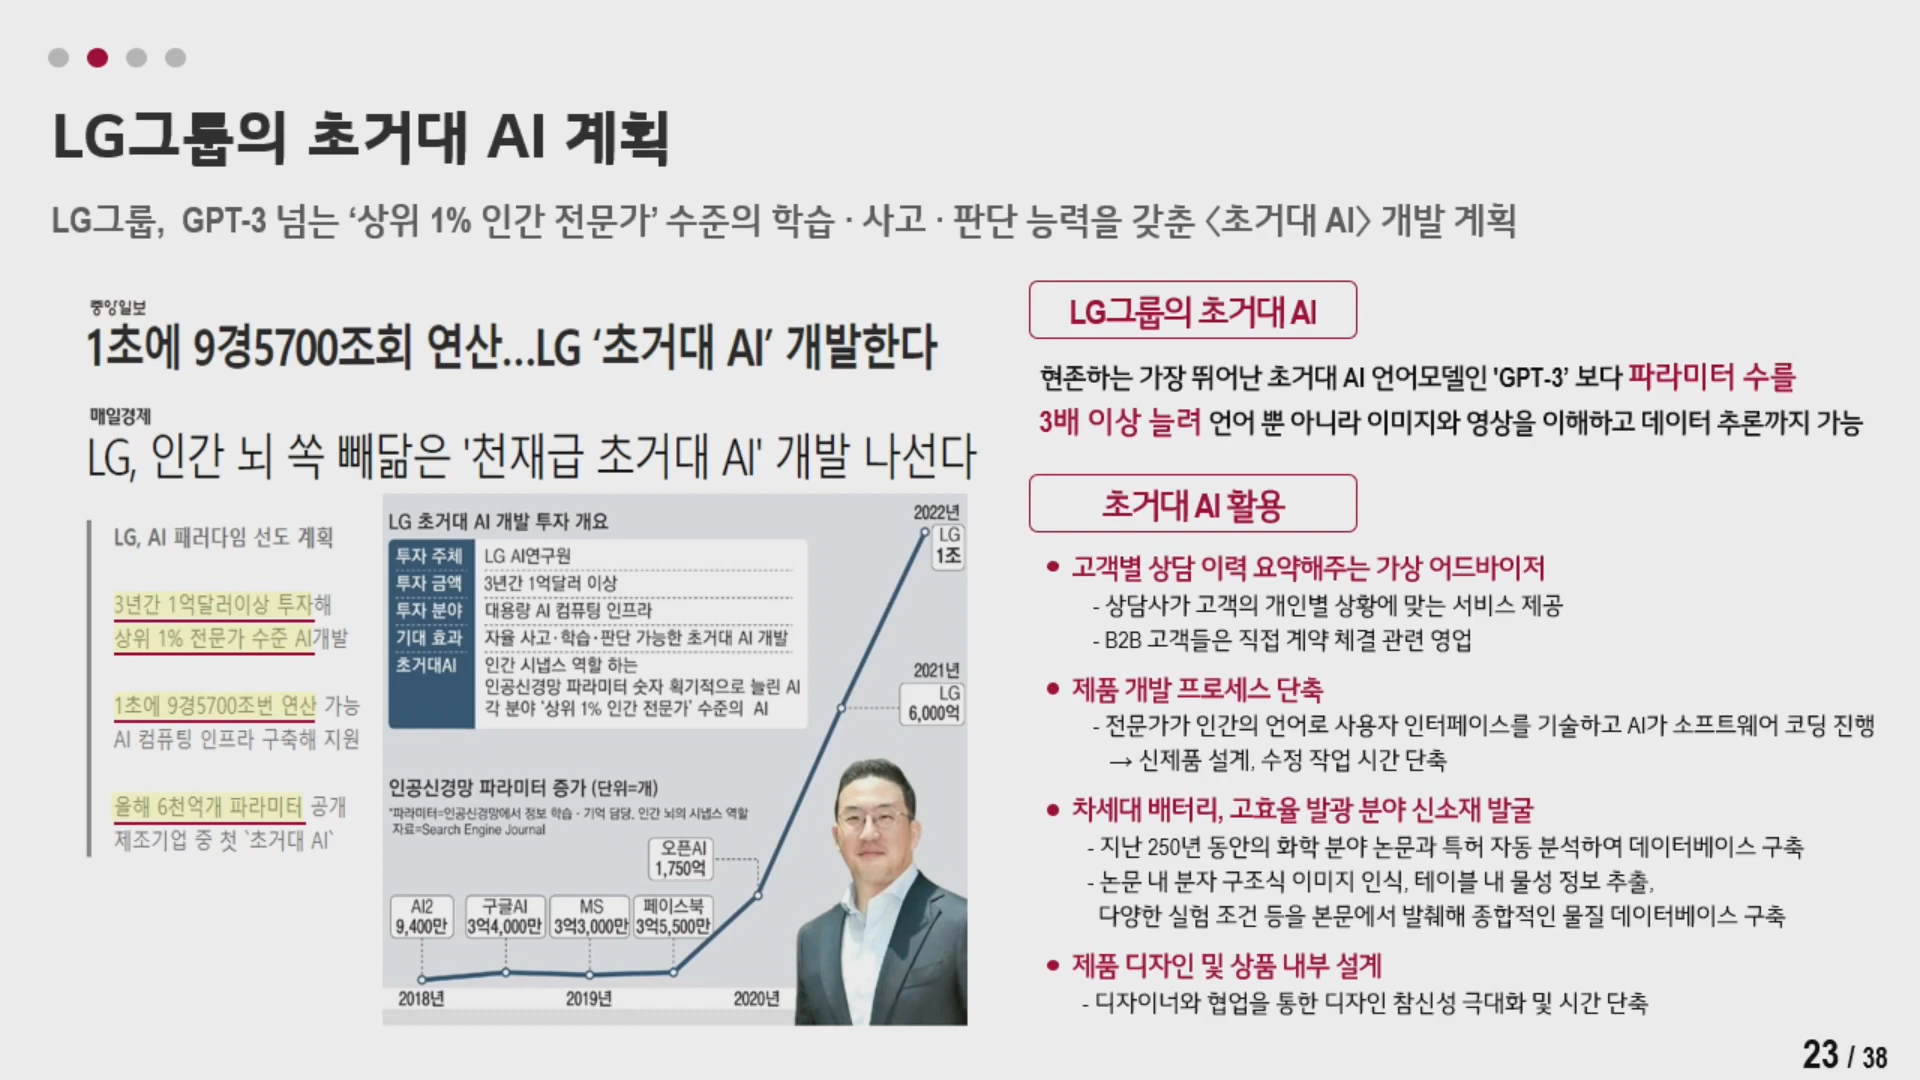 LG그룹의 초거대 AI 계획
LG그룹, GPT-3 넘는 ‘상위 1% 인간 전문가’ 수준의 학습 · 사고 · 판단 능력을 갖춘 〈초거대 AI〉 개발 계획
중앙일보
1초에 9경5700조회 연산...LG ‘초거대 AI’ 개발한다
매일경제
LG, 인간 뇌 쏙 빼닮은 '천재급 초거대 AI' 개발 나선다
LG, AI 패러다임 선도 계획
3년간 1억달러이상 투자해
상위 1% 전문가 수준 AI개발
1초에 9경5700조번 연산 가능
AI 컴퓨팅 인프라 구축해 지원
올해 6천억개 파라미터 공개
제조기업 중 첫 `초거대 AI`
LG 초거대 AI 개발 투자 개요
투자 주체 LG AI연구원
투자 금액 3년간 1억달러 이상
투자 분야 대용량 AI 컴퓨팅 인프라
기대 효과 자율 사고·학습·판단 가능한 초거대 AI 개발
초거대AI 인간 시냅스 역할 하는
인공신경망 파라미터 숫자 획기적으로 늘린 AI
각 분야 ‘상위 1% 인간 전문가’ 수준의 AI
2022년
LG
1조
2021년
LG
6,000억
인공신경망 파라미터 증가 (단위=개)
*파라미터=인공신경망에서 정보 학습·기억 담당, 인간 뇌의 시냅스 역할
자료=Search Engine Journal
오픈AI
1,750억
AI2
9,400만
구글AI
3억4,000만
MS
3억3,000만
페이스북
3억5,500만
2018년 2019년 2020년
LG그룹의 초거대 AI
현존하는 가장 뛰어난 초거대 AI 언어모델인 'GPT-3’ 보다 파라미터 수를
3배 이상 늘려 언어 뿐 아니라 이미지와 영상을 이해하고 데이터 추론까지 가능
초거대 AI 활용
• 고객별 상담 이력 요약해주는 가상 어드바이저
- 상담사가 고객의 개인별 상황에 맞는 서비스 제공
- B2B 고객들은 직접 계약 체결 관련 영업
• 제품 개발 프로세스 단축
- 전문가가 인간의 언어로 사용자 인터페이스를 기술하고 AI가 소프트웨어 코딩 진행
→ 신제품 설계, 수정 작업 시간 단축
• 차세대 배터리, 고효율 발광 분야 신소재 발굴
- 지난 250년 동안의 화학 분야 논문과 특허 자동 분석하여 데이터베이스 구축
- 논문 내 분자 구조식 이미지 인식, 테이블 내 물성 정보 추출,
다양한 실험 조건 등을 본문에서 발췌해 종합적인 물질 데이터베이스 구축
• 제품 디자인 및 상품 내부 설계
- 디자이너와 협업을 통한 디자인 참신성 극대화 및 시간 단축
23 / 38